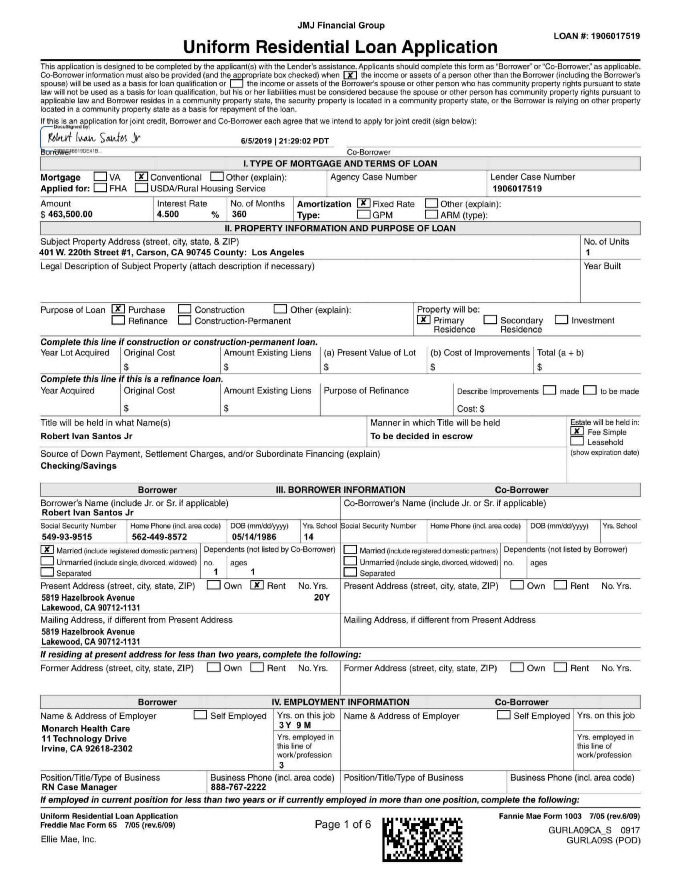 JMJ Financial Group
LOAN #: 1906017519
Uniform Residential Loan Application
This application is designed to be completed by the applicant(s) with the Lender's assistance. Applicants should complete this form as "Borrower" or "Co-Borrower," as applicable.
Co-Borrower information must also be provided (and the appropriate box checked) when X the income or assets of a person other than the Borrower (including the Borrower's
spouse) will be used as a basis for loan qualification or the income or assets of the Borrower's spouse or other person who has community property rights pursuant to state
law will not be used as a basis for loan qualification, but his or her liabilities must be considered because the spouse or other person has community property rights pursuant to
applicable law and Borrower resides in a community property state, the security property is located in a community property state, or the Borrower is relying on other property
located in a community property state as a basis for repayment of the loan.
If this is an application for joint credit, Borrower and Co-Borrower each agree that we intend to apply for joint credit (sign below):
DocuSigned by:
Robert Ivan Santos Jr
6/5/2019 | 21:29:02 PDT
Borrower Co-Borrower
I. TYPE OF MORTGAGE AND TERMS OF LOAN
Mortgage VA X Conventional Other (explain): Agency Case Number Lender Case Number
Applied for: FHA USDA/Rural Housing Service 1906017519
Amount Interest Rate No. of Months Amortization X Fixed Rate Other (explain):
$ 463,500.00 4.500 % 360 Type: GPM ARM (type):
II. PROPERTY INFORMATION AND PURPOSE OF LOAN
Subject Property Address (street, city, state, & ZIP) No. of Units
401 W. 220th Street #1, Carson, CA 90745 County: Los Angeles 1
Legal Description of Subject Property (attach description if necessary) Year Built
Purpose of Loan X Purchase Construction Other (explain): Property will be:
Refinance Construction-Permanent X Primary Residence Secondary Residence Investment
Complete this line if construction or construction-permanent loan.
Year Lot Acquired Original Cost Amount Existing Liens (a) Present Value of Lot (b) Cost of Improvements Total (a + b)
$ $ $ $ $
Complete this line if this is a refinance loan.
Year Acquired Original Cost Amount Existing Liens Purpose of Refinance Describe Improvements made to be made
$ $ Cost: $
Title will be held in what Name(s) Manner in which Title will be held Estate will be held in:
Robert Ivan Santos Jr To be decided in escrow X Fee Simple
Leasehold
Source of Down Payment, Settlement Charges, and/or Subordinate Financing (explain) (show expiration date)
Checking/Savings
Borrower III. BORROWER INFORMATION Co-Borrower
Borrower's Name (include Jr. or Sr. if applicable) Co-Borrower's Name (include Jr. or Sr. if applicable)
Robert Ivan Santos Jr
Social Security Number Home Phone (incl. area code) DOB (mm/dd/yyyy) Yrs. School Social Security Number Home Phone (incl. area code) DOB (mm/dd/yyyy) Yrs. School
549-93-9515 562-449-8572 05/14/1986 14
X Married (include registered domestic partners) Dependents (not listed by Co-Borrower) Married (include registered domestic partners) Dependents (not listed by Borrower)
Unmarried (include single, divorced, widowed) no. ages Unmarried (include single, divorced, widowed) no. ages
Separated 1 1 Separated
Present Address (street, city, state, ZIP) Own X Rent No. Yrs. Present Address (street, city, state, ZIP) Own Rent No. Yrs.
5819 Hazelbrook Avenue 20Y
Lakewood, CA 90712-1131
Mailing Address, if different from Present Address Mailing Address, if different from Present Address
5819 Hazelbrook Avenue
Lakewood, CA 90712-1131
If residing at present address for less than two years, complete the following:
Former Address (street, city, state, ZIP) Own Rent No. Yrs. Former Address (street, city, state, ZIP) Own Rent No. Yrs.
Borrower IV. EMPLOYMENT INFORMATION Co-Borrower
Name & Address of Employer Self Employed Yrs. on this job Name & Address of Employer Self Employed Yrs. on this job
Monarch Health Care 3 Y 9 M
11 Technology Drive Yrs. employed in this line of work/profession Yrs. employed in this line of work/profession
Irvine, CA 92618-2302
3
Position/Title/Type of Business Business Phone (incl. area code) Position/Title/Type of Business Business Phone (incl. area code)
RN Case Manager 888-767-2222
If employed in current position for less than two years or if currently employed in more than one position, complete the following:
Uniform Residential Loan Application Fannie Mae Form 1003 7/05 (rev.6/09)
Freddie Mac Form 65 7/05 (rev.6/09) Page 1 of 6 GURLA09CA_S 0917
Ellie Mae, Inc. GURLA09S (POD)